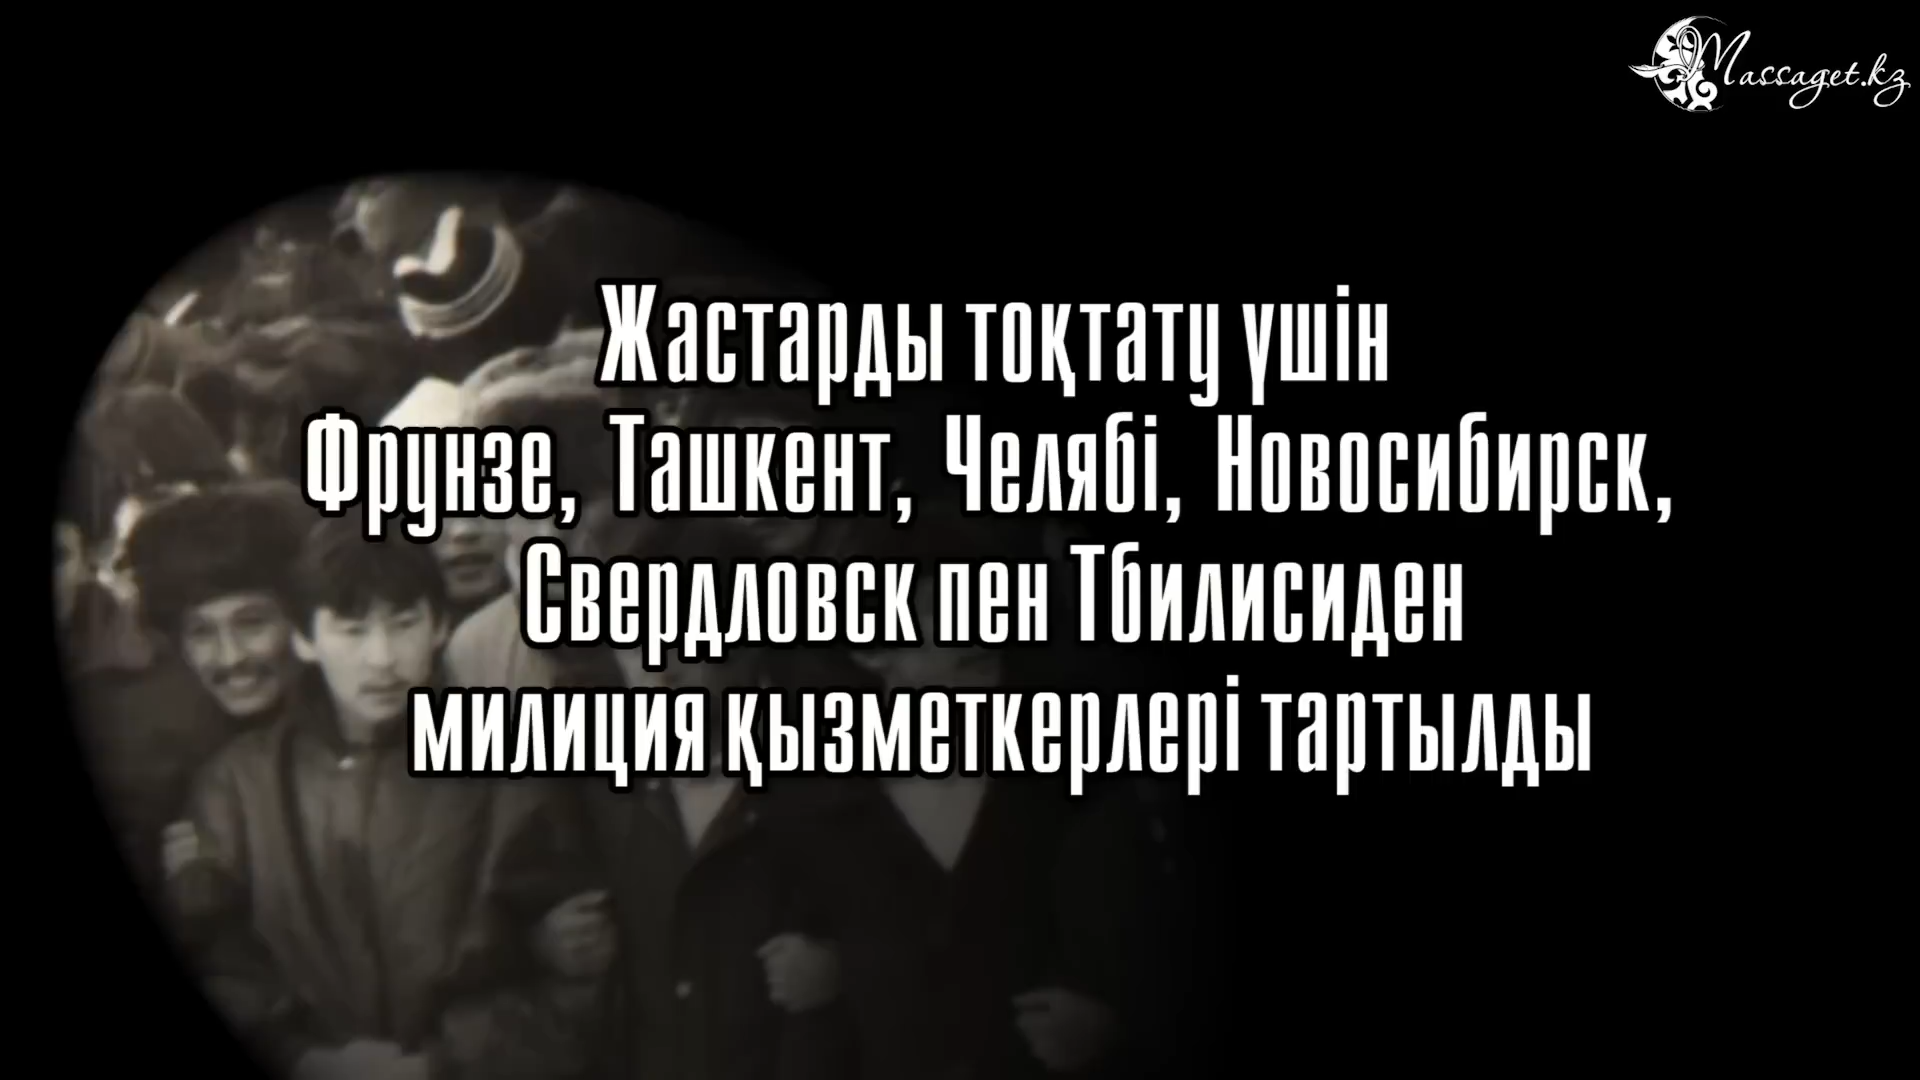 Massaget.kz
Жастарды тоқтату үшін
Фрунзе, Ташкент, Челябі, Новосибирск,
Свердловск пен Тбилисиден
милиция қызметкерлері тартылды